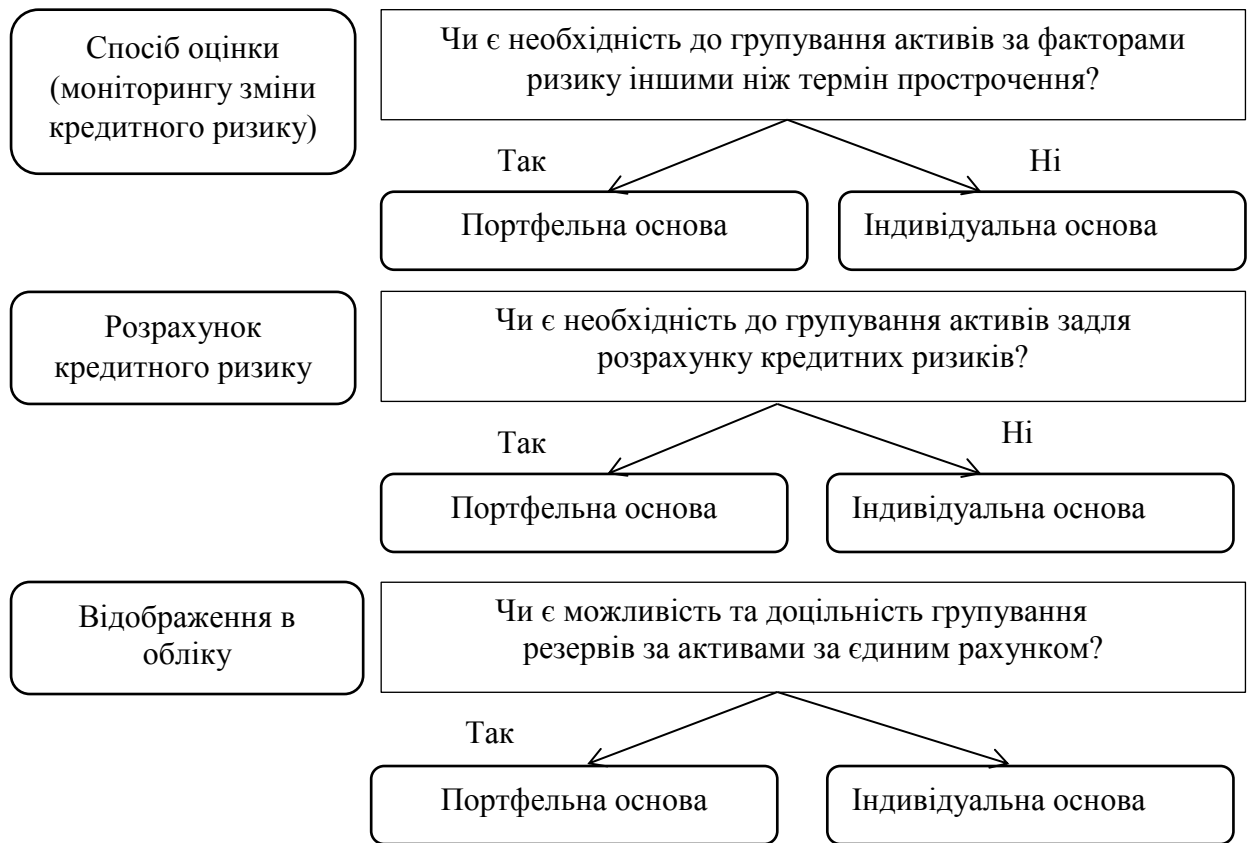 Спосіб оцінки
(моніторингу зміни
кредитного ризику)
Чи є необхідність до групування активів за факторами
ризику іншими ніж термін прострочення?
Так
Ні
Портфельна основа
Індивідуальна основа
Розрахунок
кредитного ризику
Чи є необхідність до групування активів задля
розрахунку кредитних ризиків?
Так
Ні
Портфельна основа
Індивідуальна основа
Відображення в
обліку
Чи є можливість та доцільність групування
резервів за активами за єдиним рахунком?
Так
Портфельна основа
Індивідуальна основа